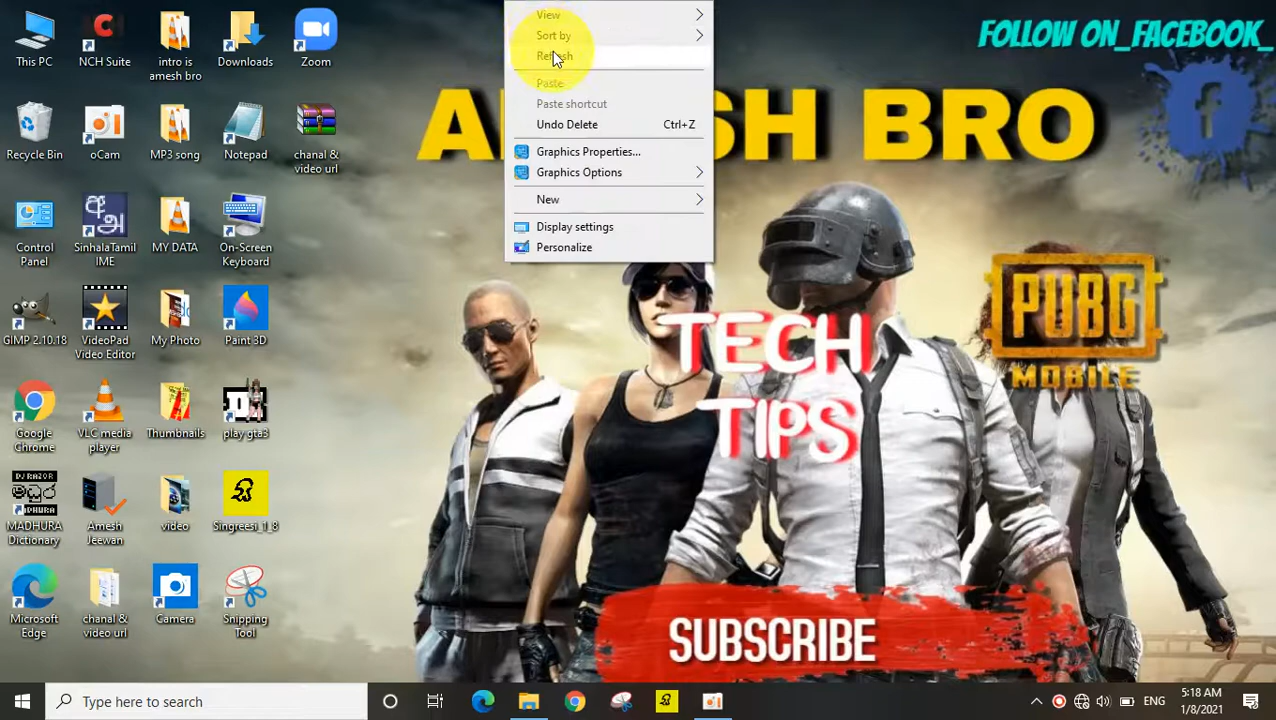 This PC
NCH Suite
intro is
amesh bro
Downloads
Zoom
Recycle Bin
oCam
MP3 song
Notepad
chanal &
video url
Control
Panel
SinhalaTamil
IME
MY DATA
On-Screen
Keyboard
GIMP 2.10.18
VideoPad
Video Editor
My Photo
Paint 3D
Google
Chrome
VLC media
player
Thumbnails
play gta3
MADHURA
Dictionary
Amesh
Jeewan
video
Singreesi_1_8
Microsoft
Edge
chanal &
video url
Camera
Snipping
Tool
View
Sort by
Refresh
Paste
Paste shortcut
Undo Delete Ctrl+Z
Graphics Properties...
Graphics Options
New
Display settings
Personalize
FOLLOW ON_FACEBOOK_
SH BRO
TECH
TIPS
PUBG
MOBILE
SUBSCRIBE
Type here to search
ENG
5:18 AM
1/8/2021